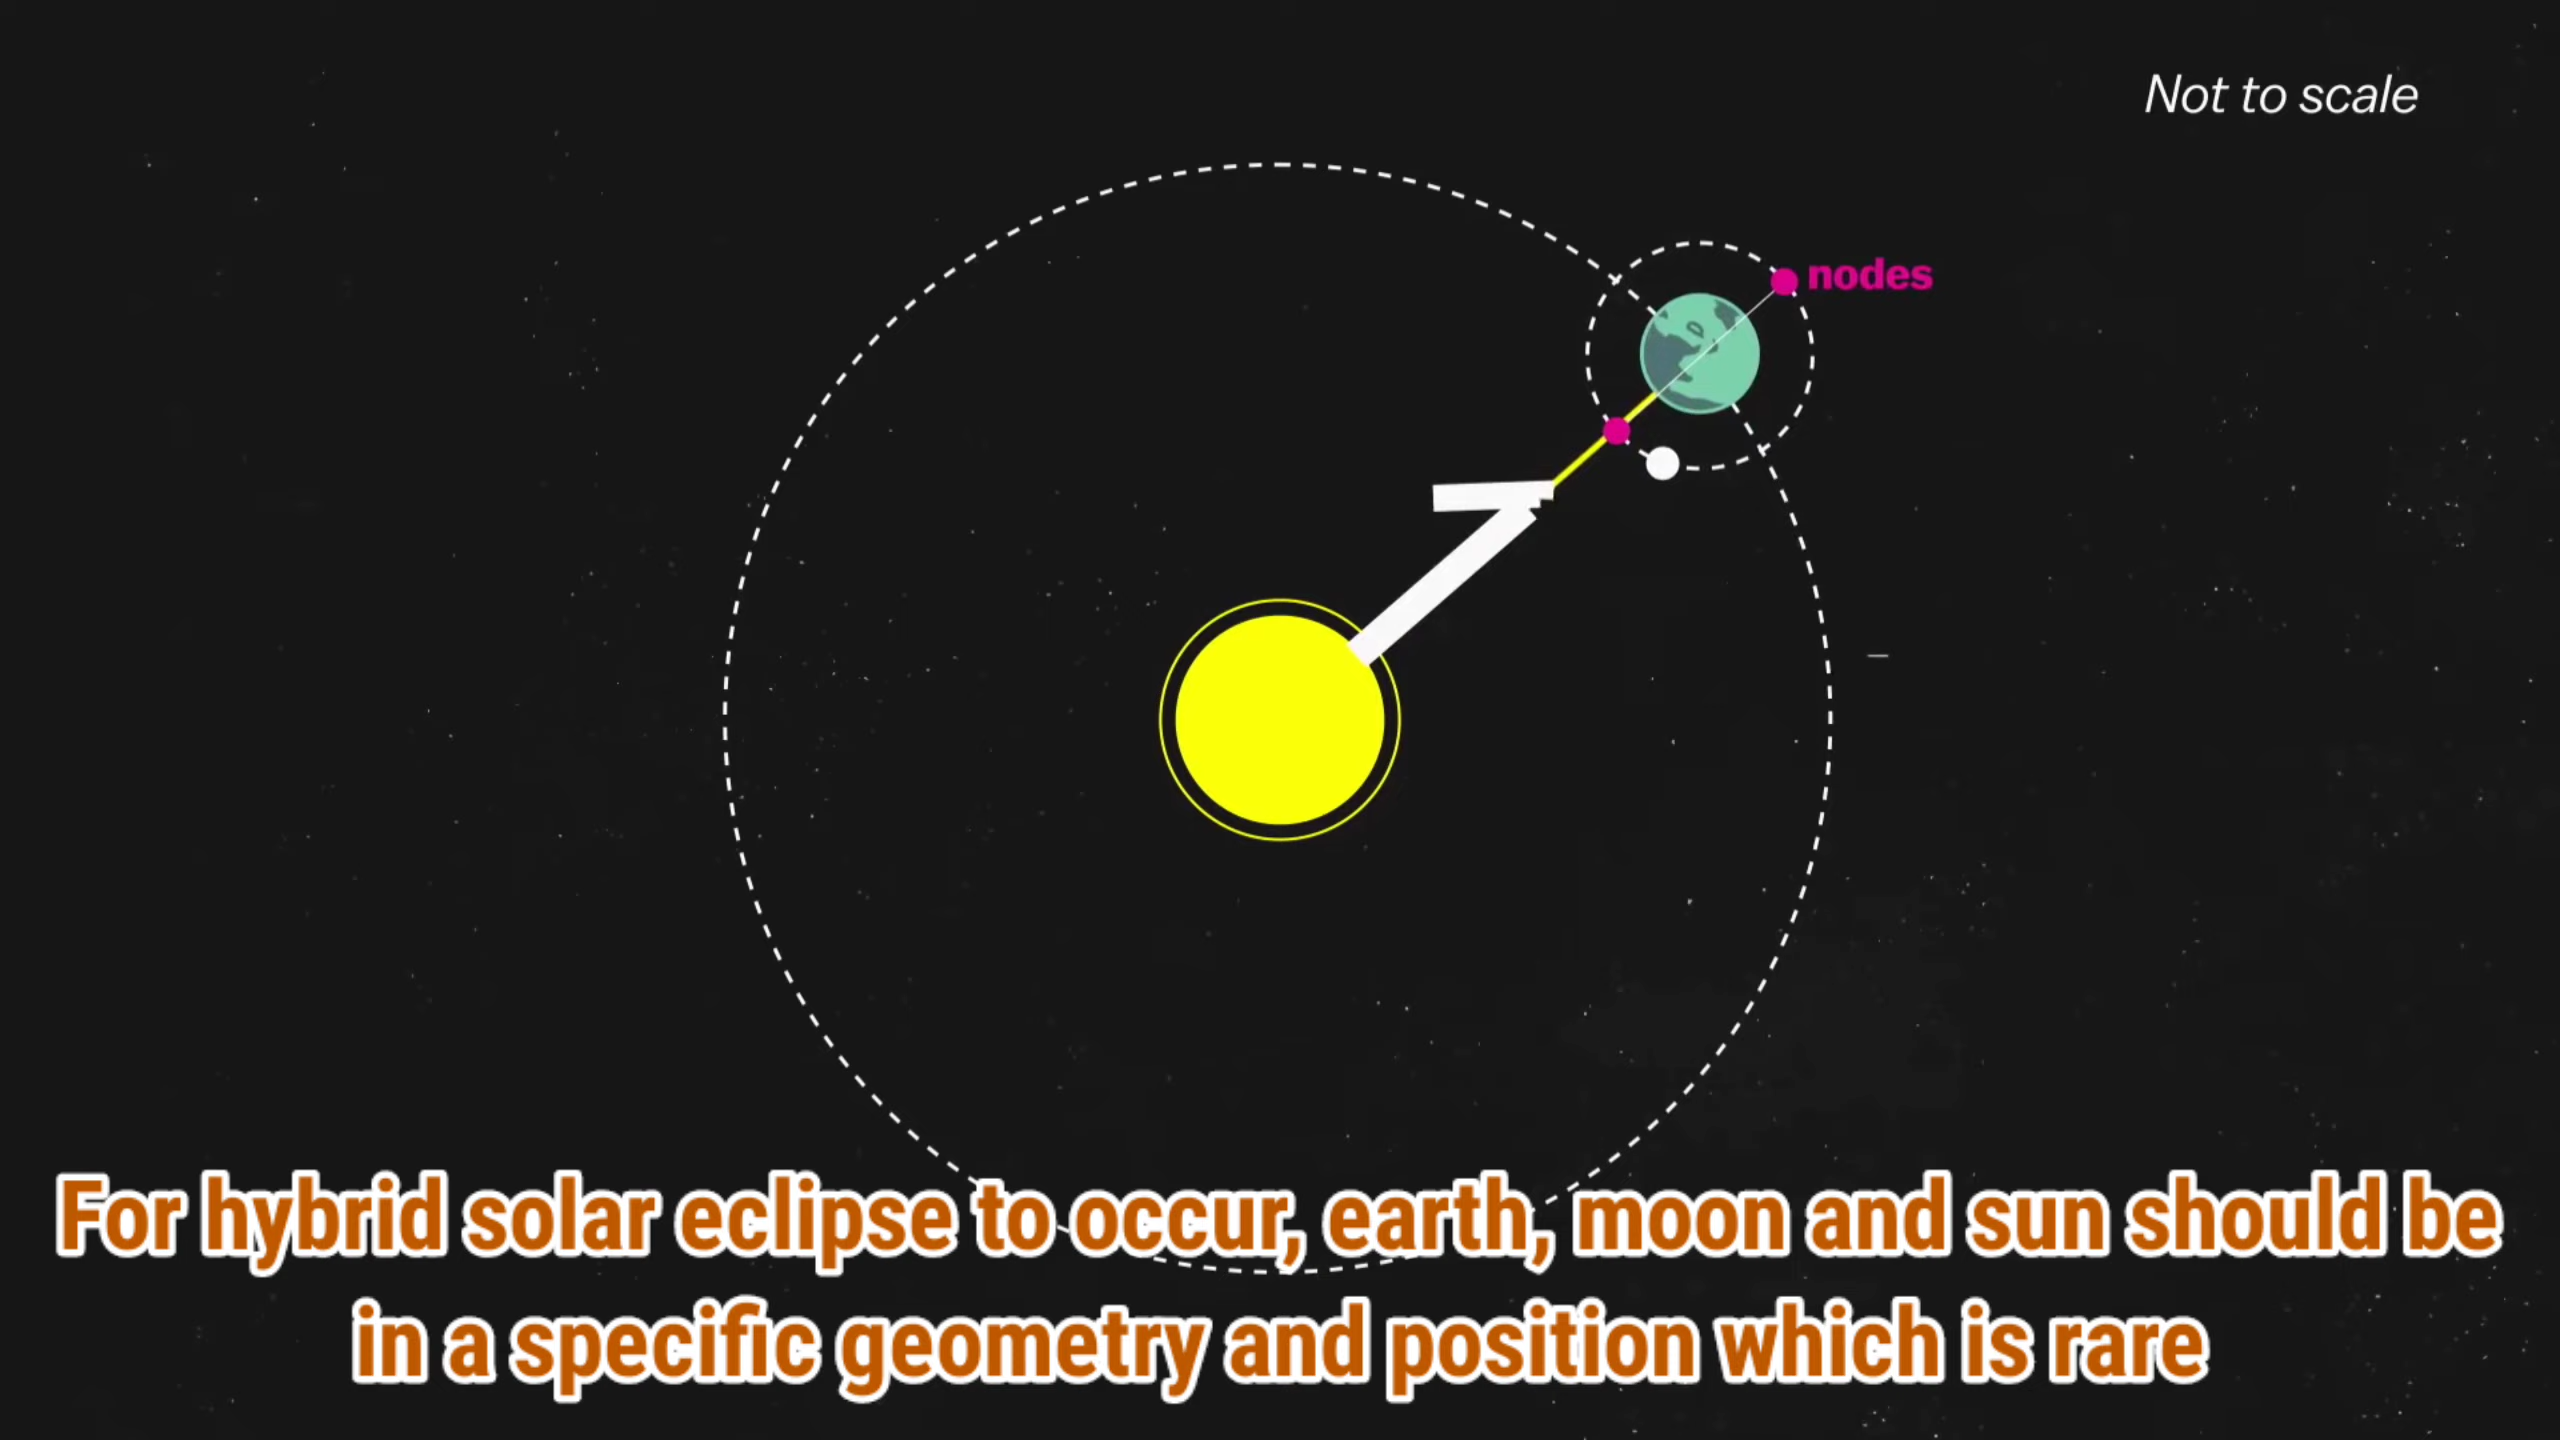 Not to scale
nodes
For hybrid solar eclipse to occur, earth, moon and sun should be
in a specific geometry and position which is rare